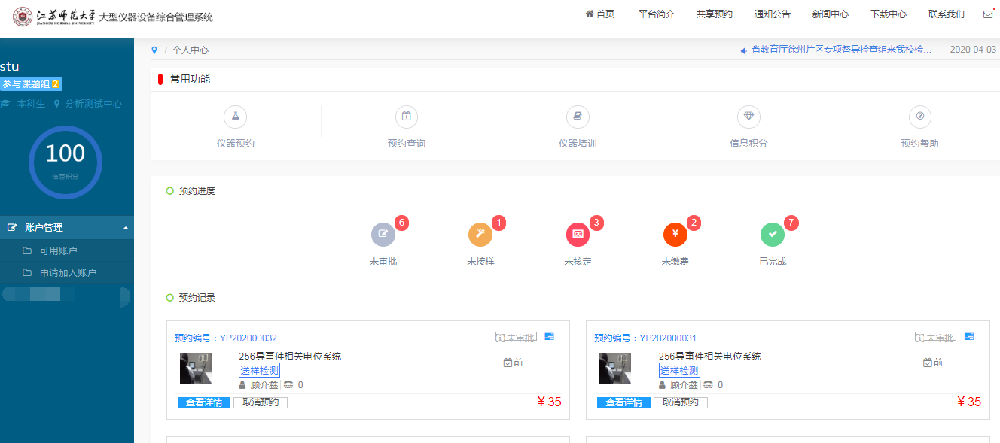 江苏师范大学 大型仪器设备综合管理系统
JIANGSU NORMAL UNIVERSITY
首页 平台简介 共享预约 通知公告 新闻中心 下载中心 联系我们
stu
参与课题组 2
本科生 分析测试中心
100
信誉积分
账户管理
可用账户
申请加入账户
/ 个人中心
省教育厅徐州片区专项督导检查组来我校检... 2020-04-03
常用功能
仪器预约 预约查询 仪器培训 信息积分 预约帮助
预约进度
6 1 3 2 7
未审批 未接样 未核定 未缴费 已完成
预约记录
预约编号：YP202000032 未审批
256导事件相关电位系统
送样检测 前
顾介鑫 0
查看详情 取消预约 ¥ 35
预约编号：YP202000031 未审批
256导事件相关电位系统
送样检测 前
顾介鑫 0
查看详情 取消预约 ¥ 35